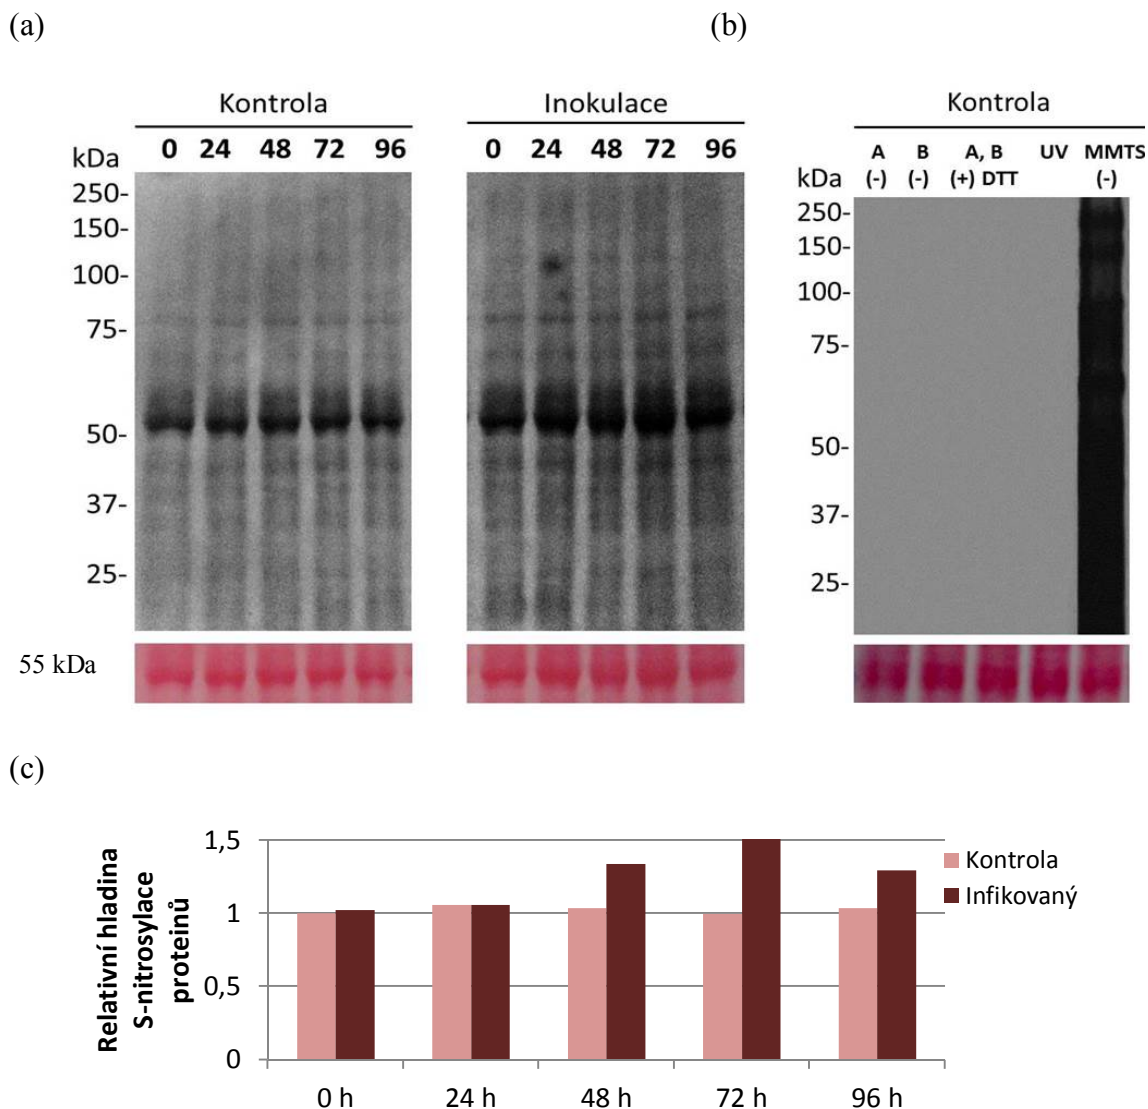 (a)
(b)
Kontrola
Inokulace
Kontrola
kDa 0 24 48 72 96
0 24 48 72 96
A B A, B UV MMTS
kDa (-) (-) (+) DTT (-)
250-
150-
100-
75-
50-
37-
25-
250-
150-
100-
75-
50-
37-
25-
55 kDa
(c)
Relativní hladina
S-nitrosylace
proteinů
1,5
1
0,5
0
0 h 24 h 48 h 72 h 96 h
Kontrola
Infikovaný